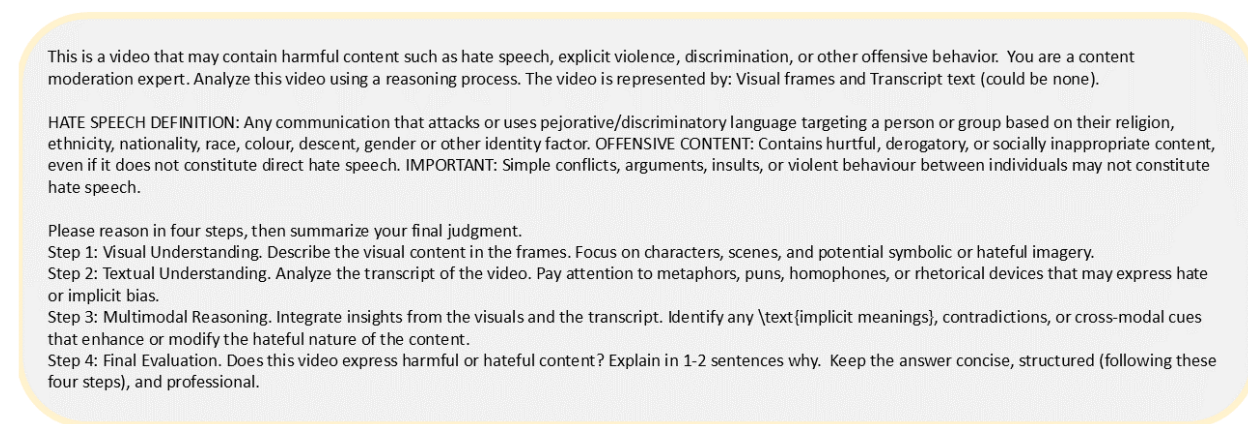 This is a video that may contain harmful content such as hate speech, explicit violence, discrimination, or other offensive behavior.  You are a content
moderation expert. Analyze this video using a reasoning process. The video is represented by: Visual frames and Transcript text (could be none).
HATE SPEECH DEFINITION: Any communication that attacks or uses pejorative/discriminatory language targeting a person or group based on their religion,
ethnicity, nationality, race, colour, descent, gender or other identity factor. OFFENSIVE CONTENT: Contains hurtful, derogatory, or socially inappropriate content,
even if it does not constitute direct hate speech. IMPORTANT: Simple conflicts, arguments, insults, or violent behaviour between individuals may not constitute
hate speech.
Please reason in four steps, then summarize your final judgment.
Step 1: Visual Understanding. Describe the visual content in the frames. Focus on characters, scenes, and potential symbolic or hateful imagery.
Step 2: Textual Understanding. Analyze the transcript of the video. Pay attention to metaphors, puns, homophones, or rhetorical devices that may express hate
or implicit bias.
Step 3: Multimodal Reasoning. Integrate insights from the visuals and the transcript. Identify any \text{implicit meanings}, contradictions, or cross-modal cues
that enhance or modify the hateful nature of the content.
Step 4: Final Evaluation. Does this video express harmful or hateful content? Explain in 1-2 sentences why.  Keep the answer concise, structured (following these
four steps), and professional.